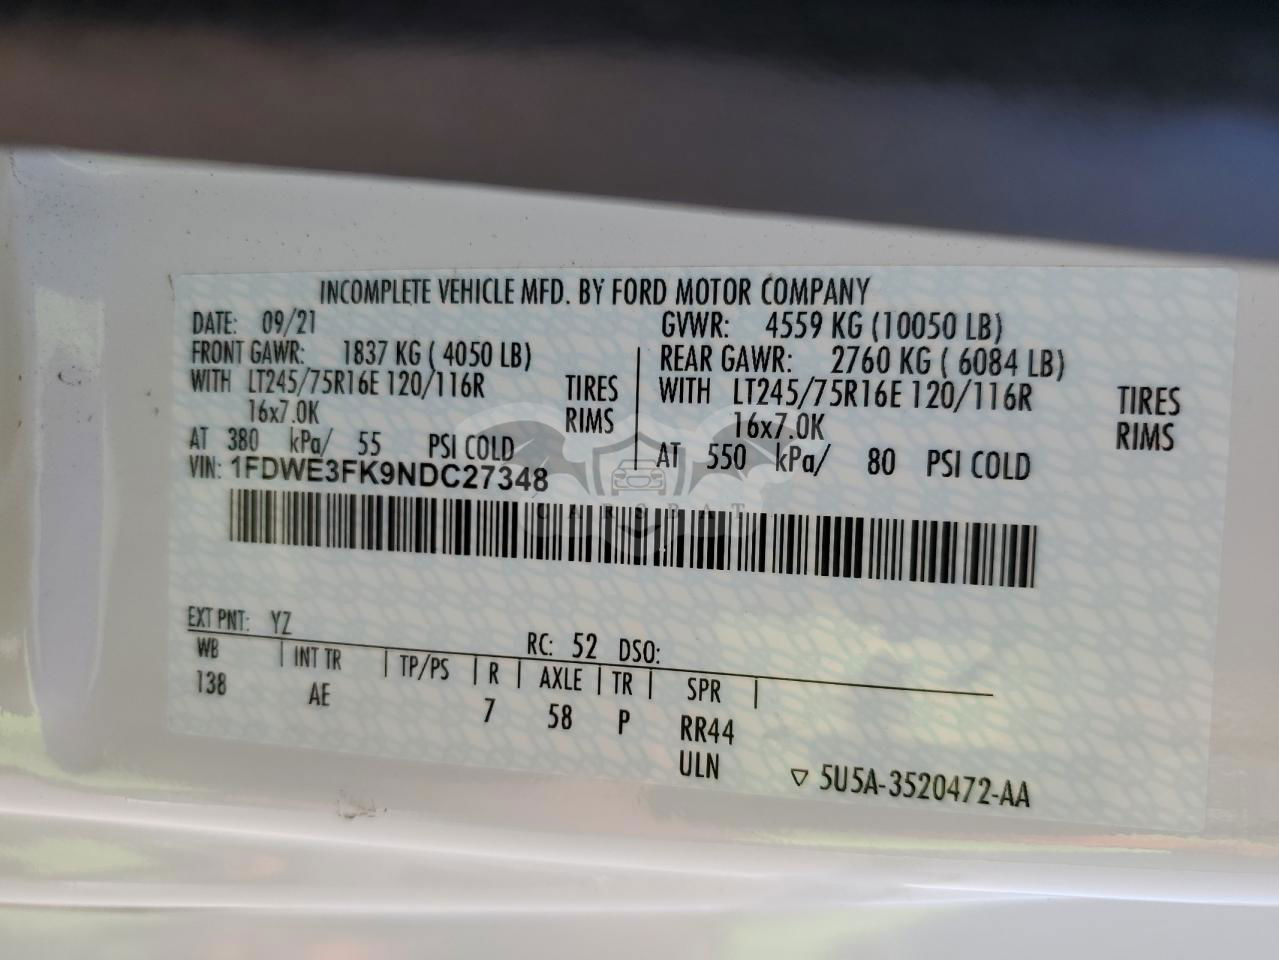 INCOMPLETE VEHICLE MFD. BY FORD MOTOR COMPANY
DATE: 09/21 GVWR: 4559 KG (10050 LB)
FRONT GAWR: 1837 KG ( 4050 LB) REAR GAWR: 2760 KG ( 6084 LB)
WITH LT245/75R16E 120/116R TIRES WITH LT245/75R16E 120/116R TIRES
16x7.0K RIMS 16x7.0K RIMS
AT 380 kPa/ 55 PSI COLD AT 550 kPa/ 80 PSI COLD
VIN: 1FDWE3FK9NDC27348
CARSBAT
EXT PNT: YZ RC: 52 DSO:
WB INT TR TP/PS R AXLE TR SPR
138 AE 7 58 P RR44
ULN ▽ 5U5A-3520472-AA